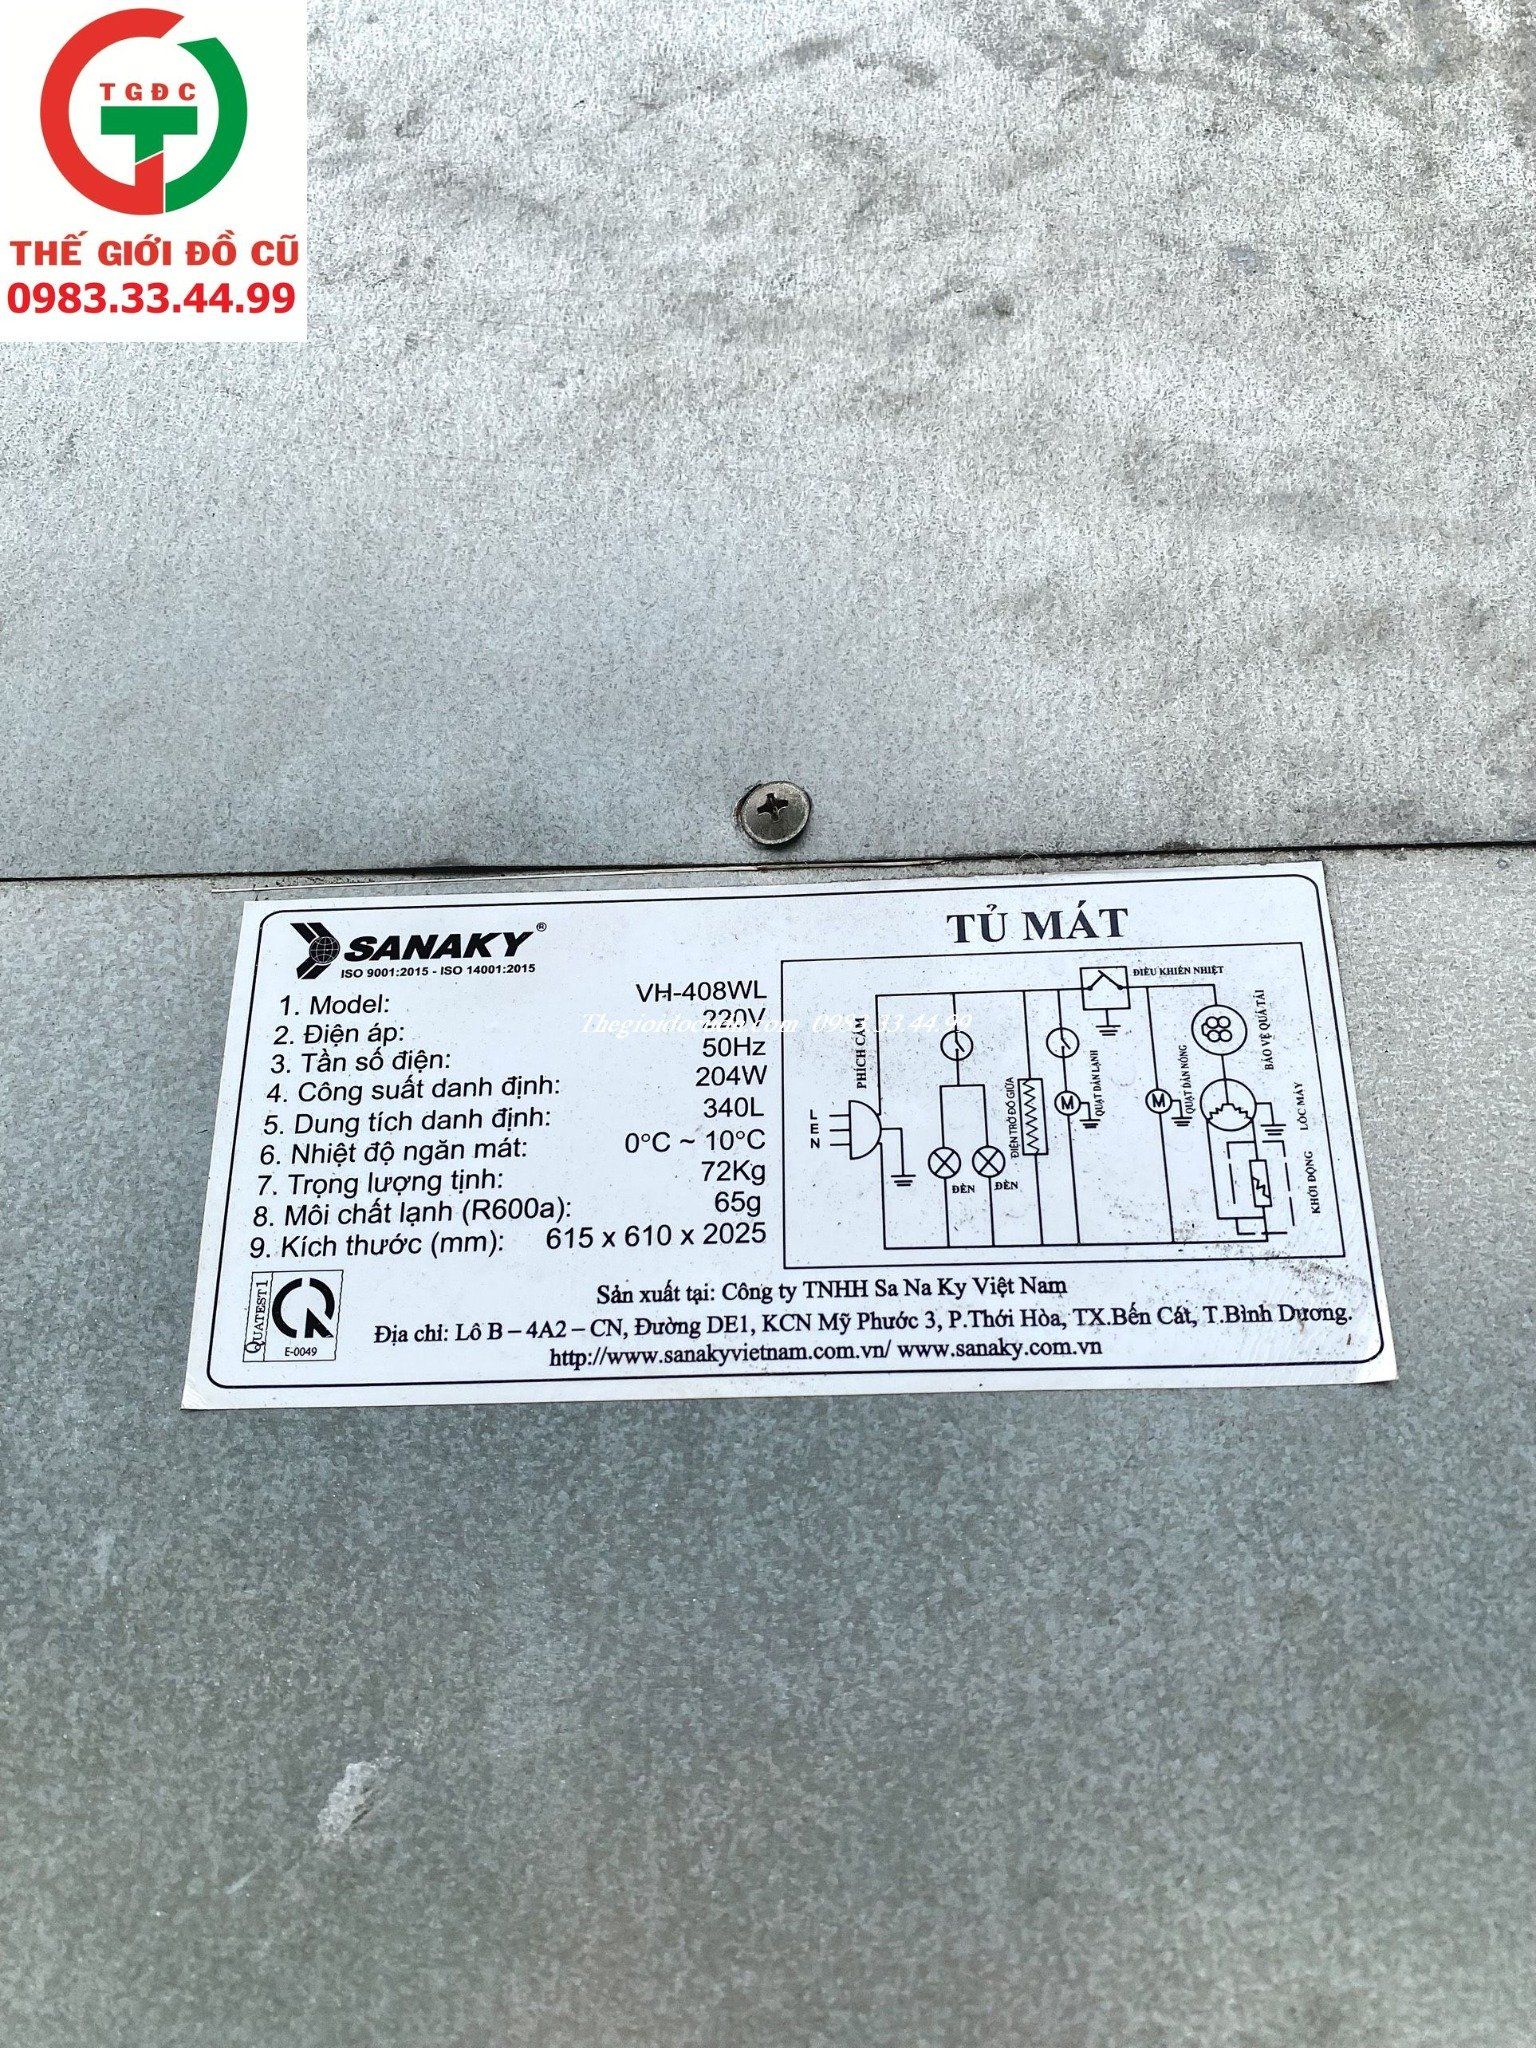 TGĐC
THẾ GIỚI ĐỒ CŨ
0983.33.44.99
SANAKY®
ISO 9001:2015 - ISO 14001:2015
1. Model: VH-408WL
2. Điện áp: 220V
3. Tần số điện: 50Hz
4. Công suất danh định: 204W
5. Dung tích danh định: 340L
6. Nhiệt độ ngăn mát: 0°C ~ 10°C
7. Trọng lượng tịnh: 72Kg
8. Môi chất lạnh (R600a): 65g
9. Kích thước (mm): 615 x 610 x 2025
TỦ MÁT
ĐIỀU KHIỂN NHIỆT
PHÍCH CẮM
L
E
N
ĐÈN
ĐÈN
ĐIỆN TRỞ ĐỐ GIỮA
M
QUẠT DÀN LẠNH
M
QUẠT DÀN NÓNG
BẢO VỆ QUÁ TẢI
LỐC MÁY
KHỞI ĐỘNG
QUATEST1
E-0049
Sản xuất tại: Công ty TNHH Sa Na Ky Việt Nam
Địa chỉ: Lô B – 4A2 – CN, Đường DE1, KCN Mỹ Phước 3, P.Thới Hòa, TX.Bến Cát, T.Bình Dương.
http://www.sanakyvietnam.com.vn/ www.sanaky.com.vn